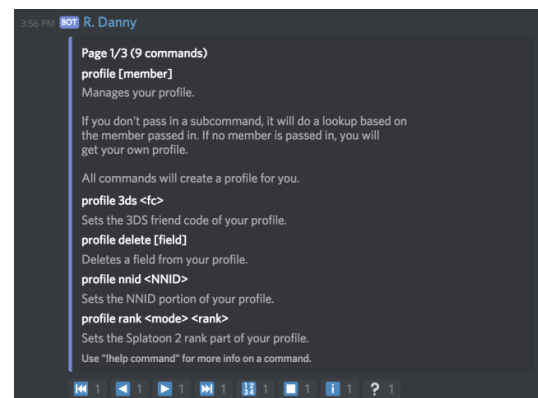 3:56 PM BOT R. Danny
Page 1/3 (9 commands)
profile [member]
Manages your profile.
If you don't pass in a subcommand, it will do a lookup based on
the member passed in. If no member is passed in, you will
get your own profile.
All commands will create a profile for you.
profile 3ds <fc>
Sets the 3DS friend code of your profile.
profile delete [field]
Deletes a field from your profile.
profile nnid <NNID>
Sets the NNID portion of your profile.
profile rank <mode> <rank>
Sets the Splatoon 2 rank part of your profile.
Use "!help command" for more info on a command.
1 1 1 1 1234 1 1 i 1 ? 1